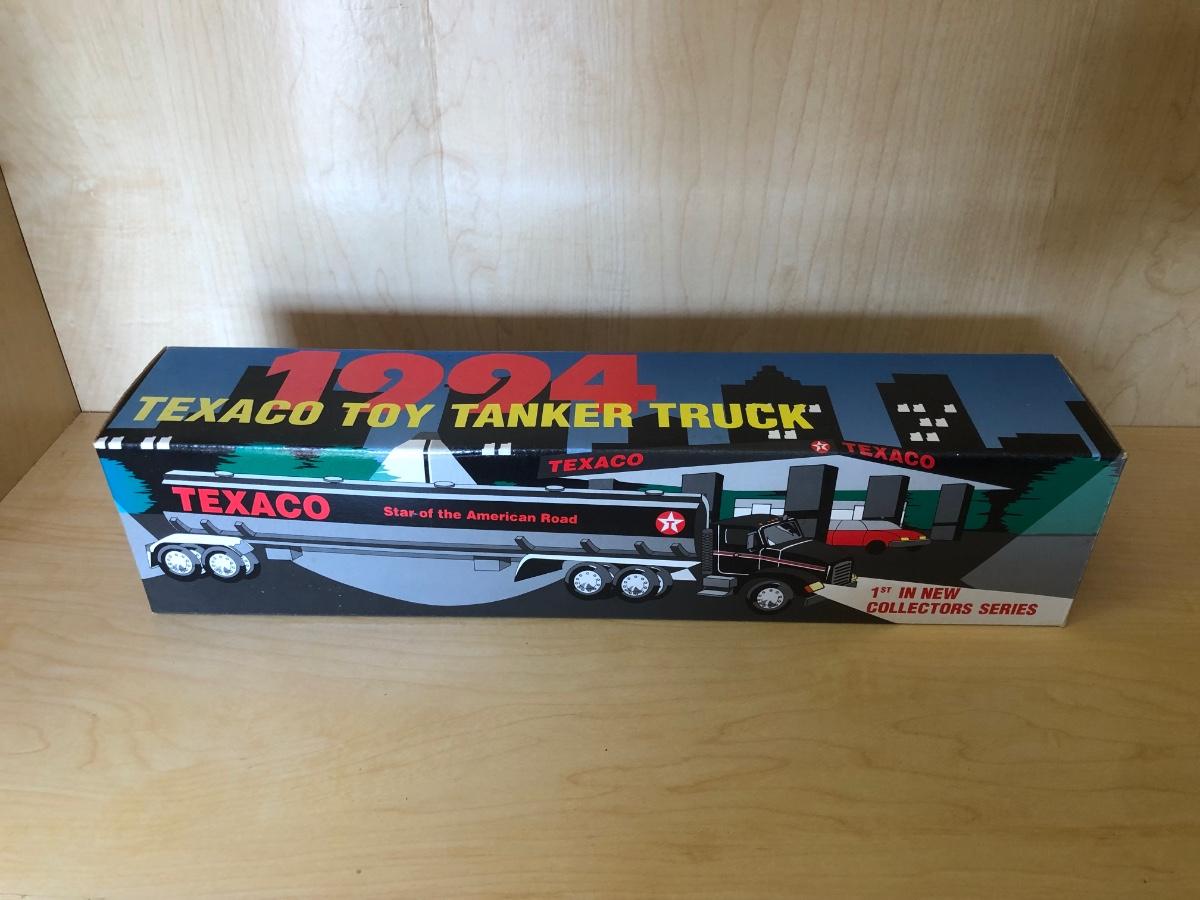 1994
TEXACO TOY TANKER TRUCK
TEXACO
TEXACO
TEXACO
Star of the American Road
1ST IN NEW
COLLECTORS SERIES